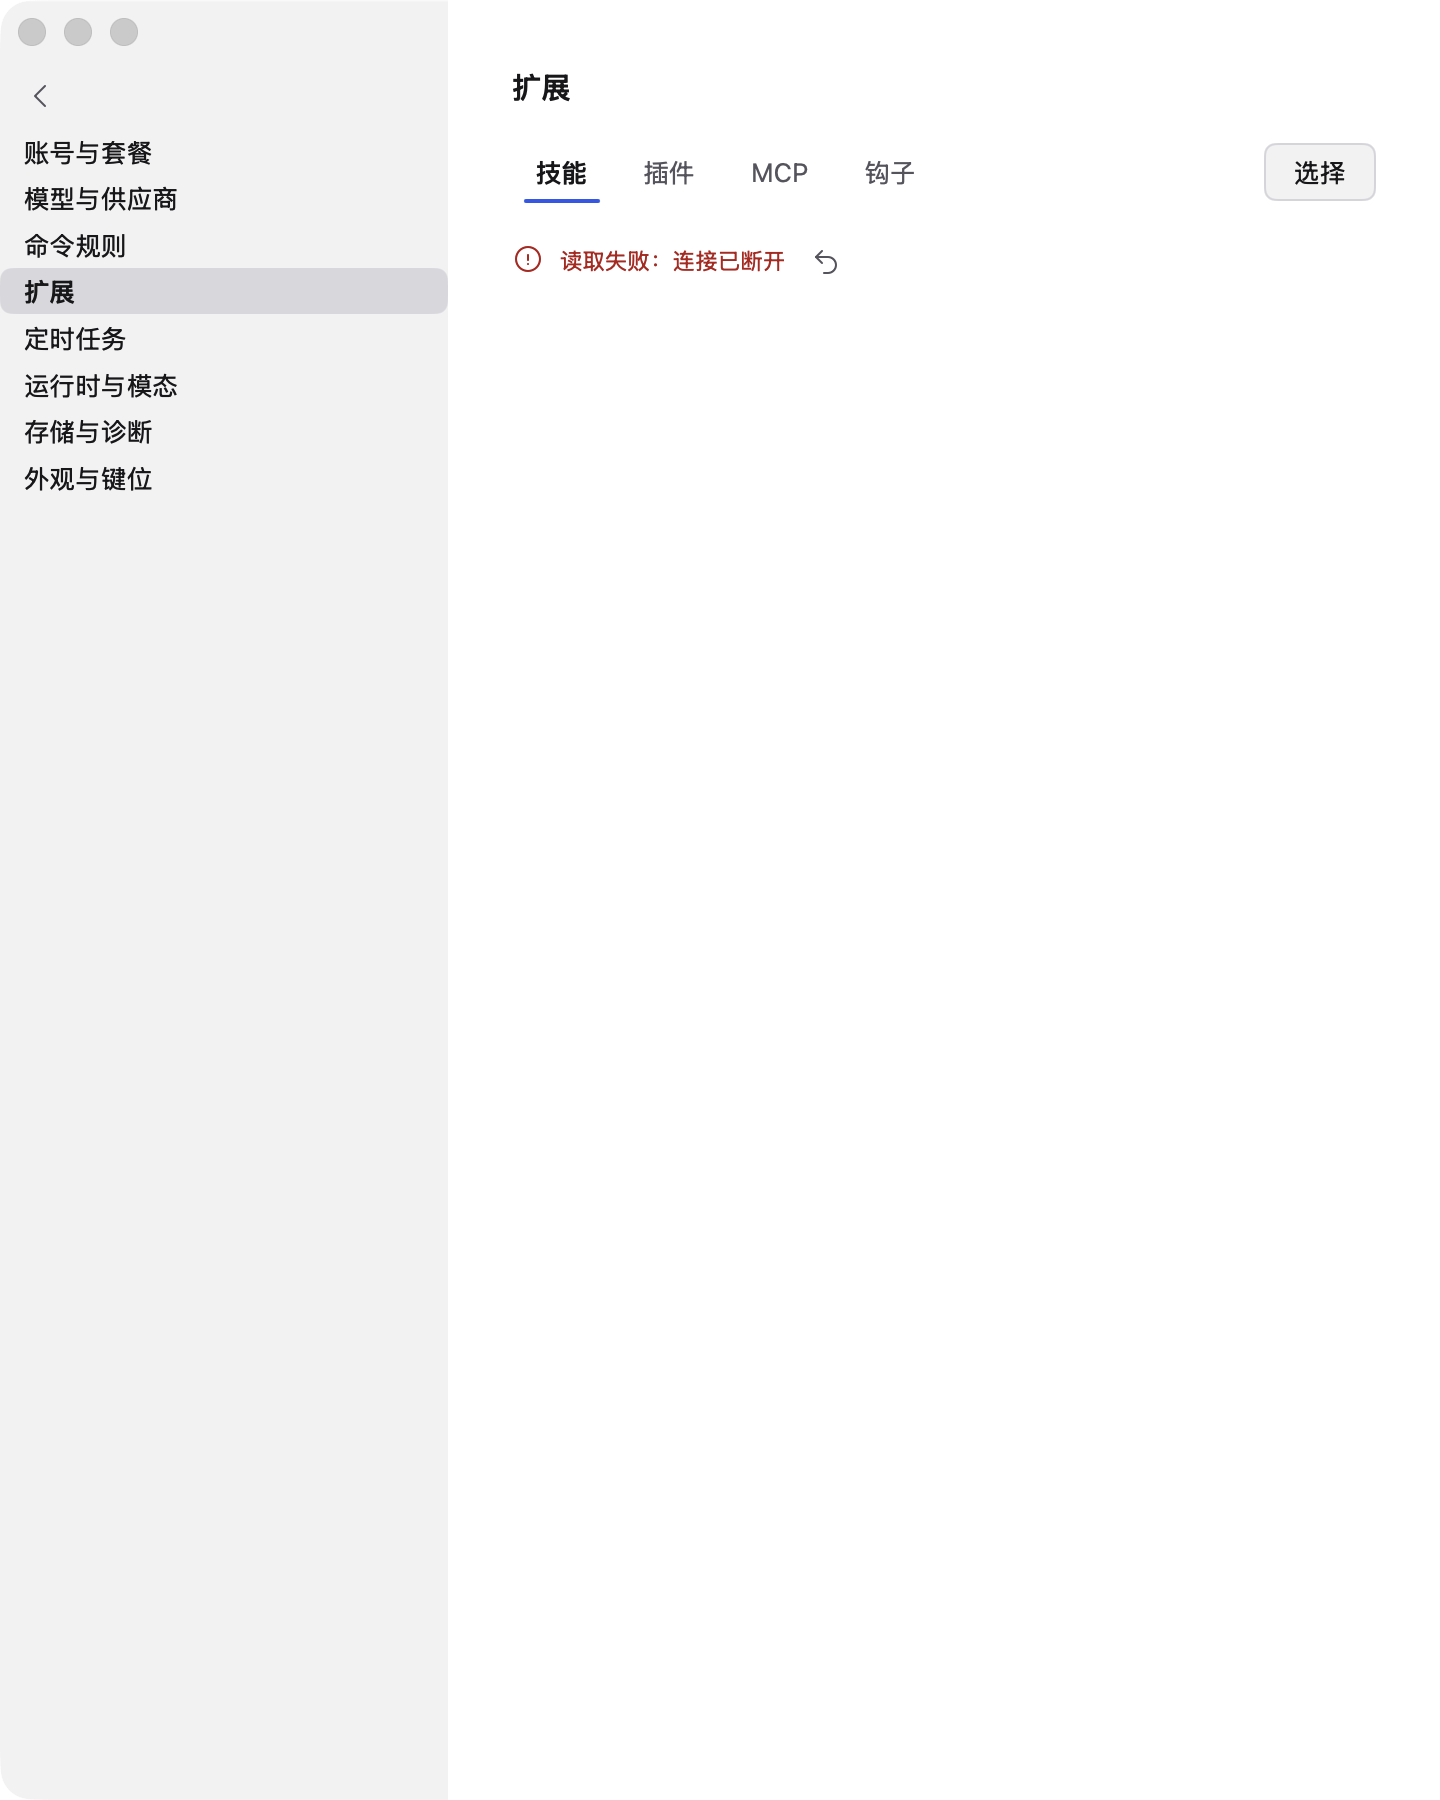 账号与套餐
模型与供应商
命令规则
扩展
定时任务
运行时与模态
存储与诊断
外观与键位
扩展
技能 插件 MCP 钩子 选择
读取失败：连接已断开